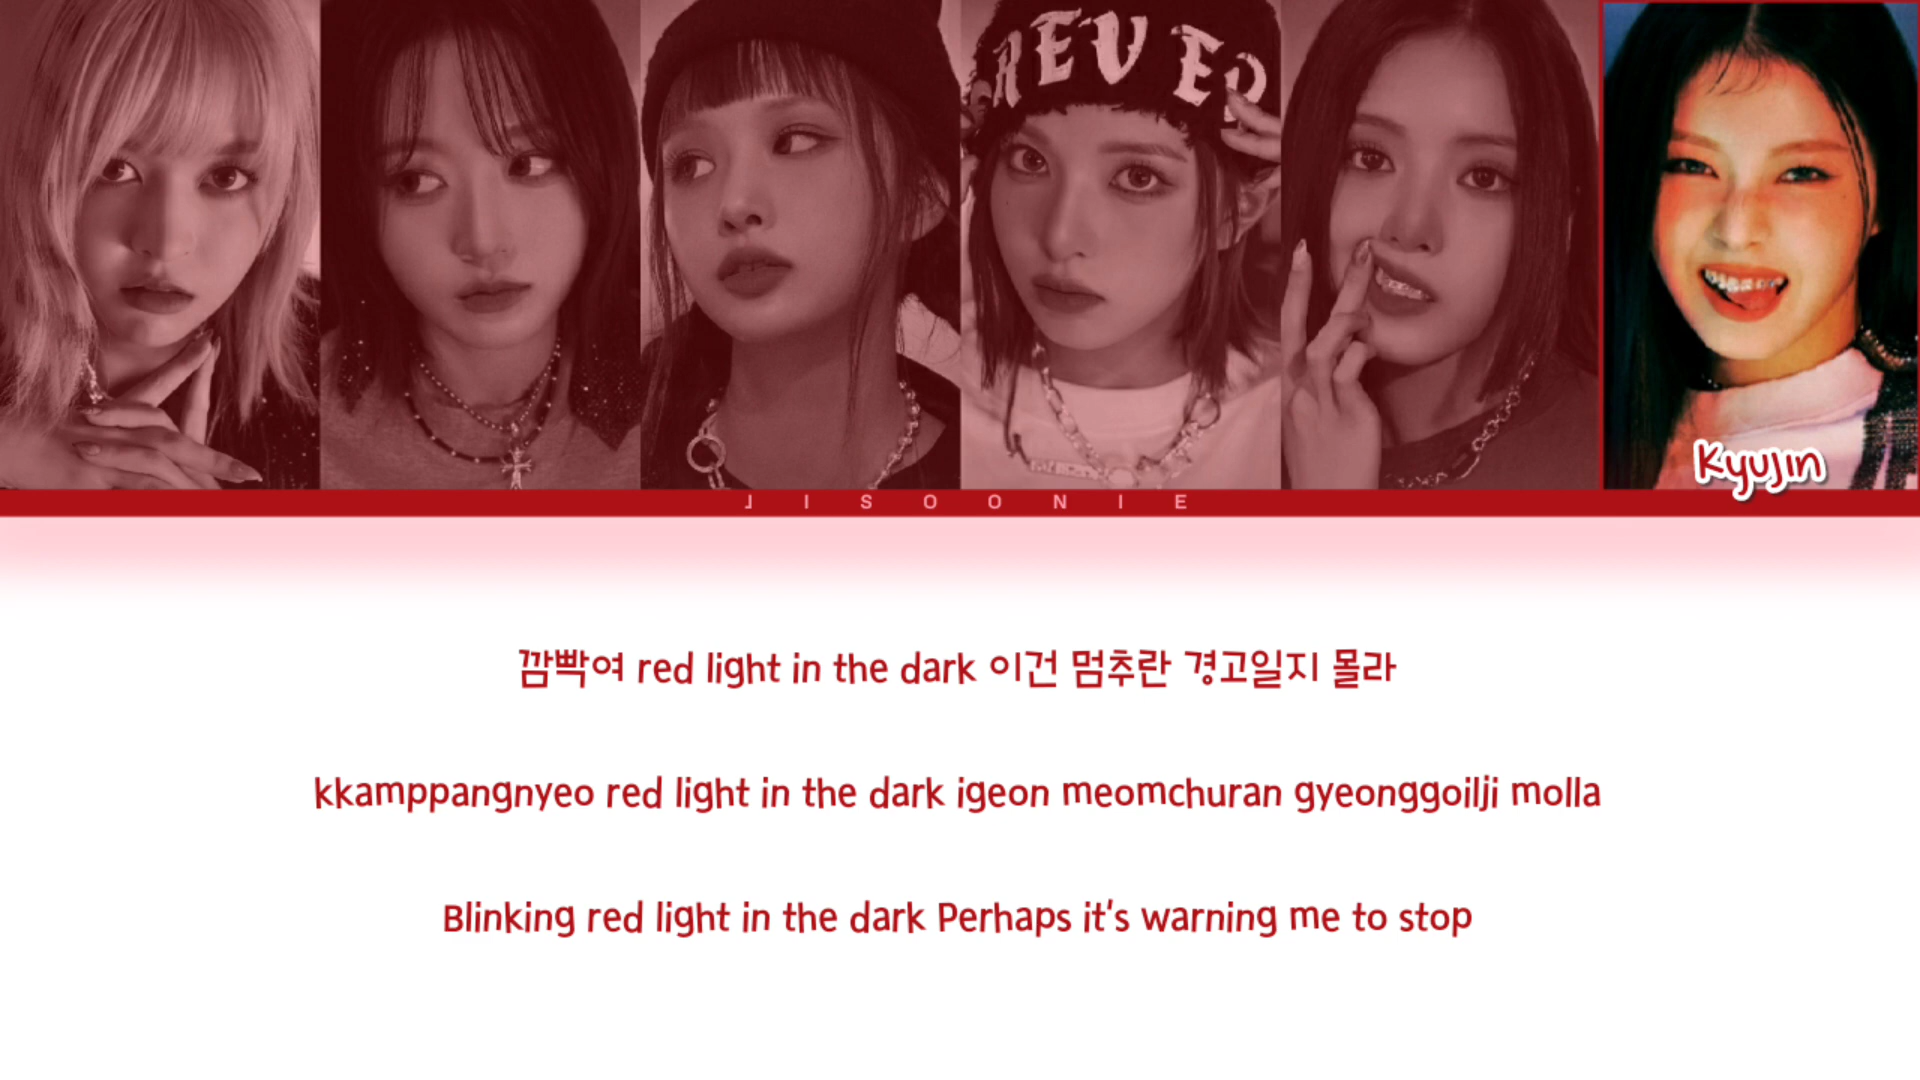 REVER
Kyujin
JISOONIE
깜빡여 red light in the dark 이건 멈추란 경고일지 몰라
kkamppangnyeo red light in the dark igeon meomchuran gyeonggoilji molla
Blinking red light in the dark Perhaps it's warning me to stop